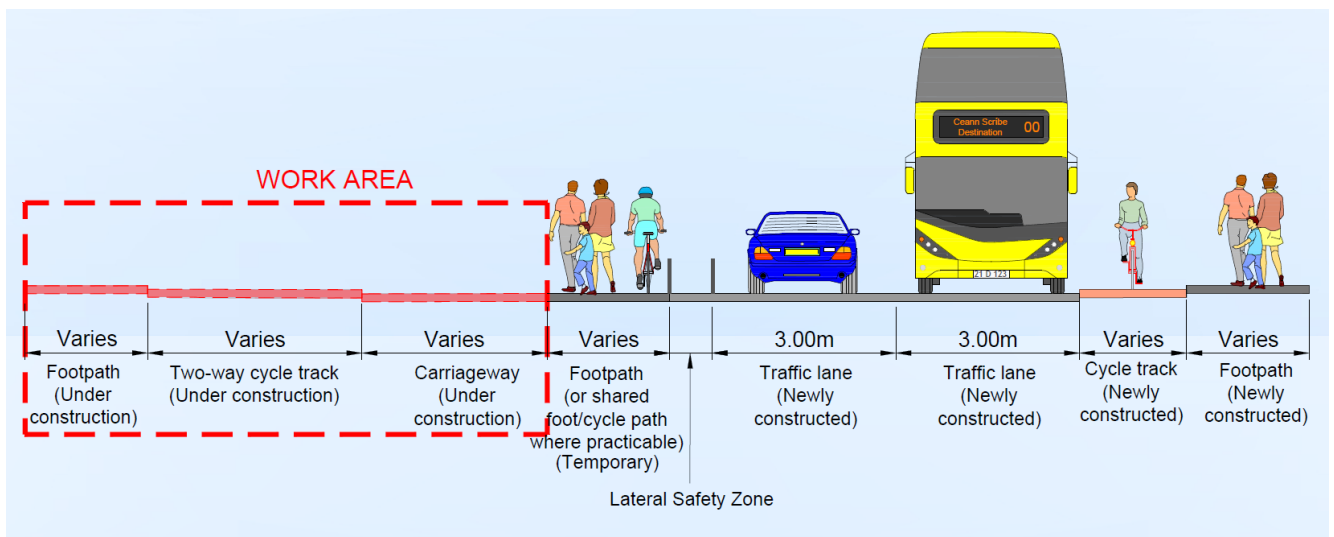 WORK AREA
Ceann Scribe
Destination
00
21 D 123
Varies
Footpath
(Under
construction)
Varies
Two-way cycle track
(Under construction)
Varies
Carriageway
(Under
construction)
Varies
Footpath
(or shared
foot/cycle path
where practicable)
(Temporary)
Lateral Safety Zone
3.00m
Traffic lane
(Newly
constructed)
3.00m
Traffic lane
(Newly
constructed)
Varies
Cycle track
(Newly
constructed)
Varies
Footpath
(Newly
constructed)